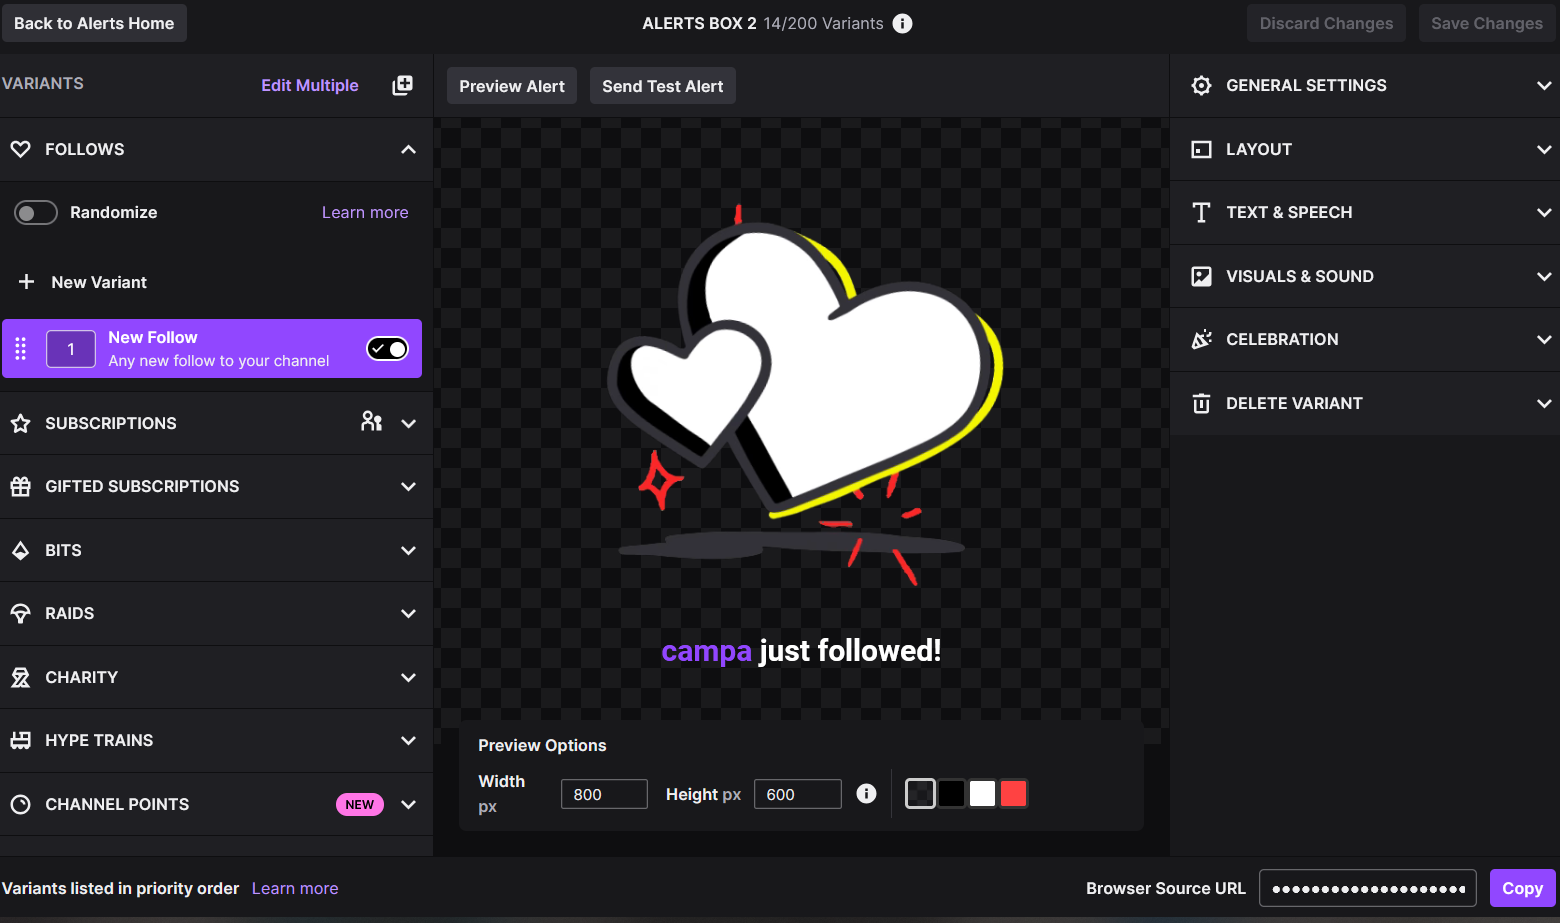 Back to Alerts Home
ALERTS BOX 2 14/200 Variants
Discard Changes
Save Changes
VARIANTS
Edit Multiple
Preview Alert
Send Test Alert
FOLLOWS
Randomize
Learn more
New Variant
1
New Follow
Any new follow to your channel
SUBSCRIPTIONS
GIFTED SUBSCRIPTIONS
BITS
RAIDS
CHARITY
HYPE TRAINS
CHANNEL POINTS
NEW
campa just followed!
Preview Options
Width
px
800
Height px
600
GENERAL SETTINGS
LAYOUT
TEXT & SPEECH
VISUALS & SOUND
CELEBRATION
DELETE VARIANT
Variants listed in priority order Learn more
Browser Source URL
Copy